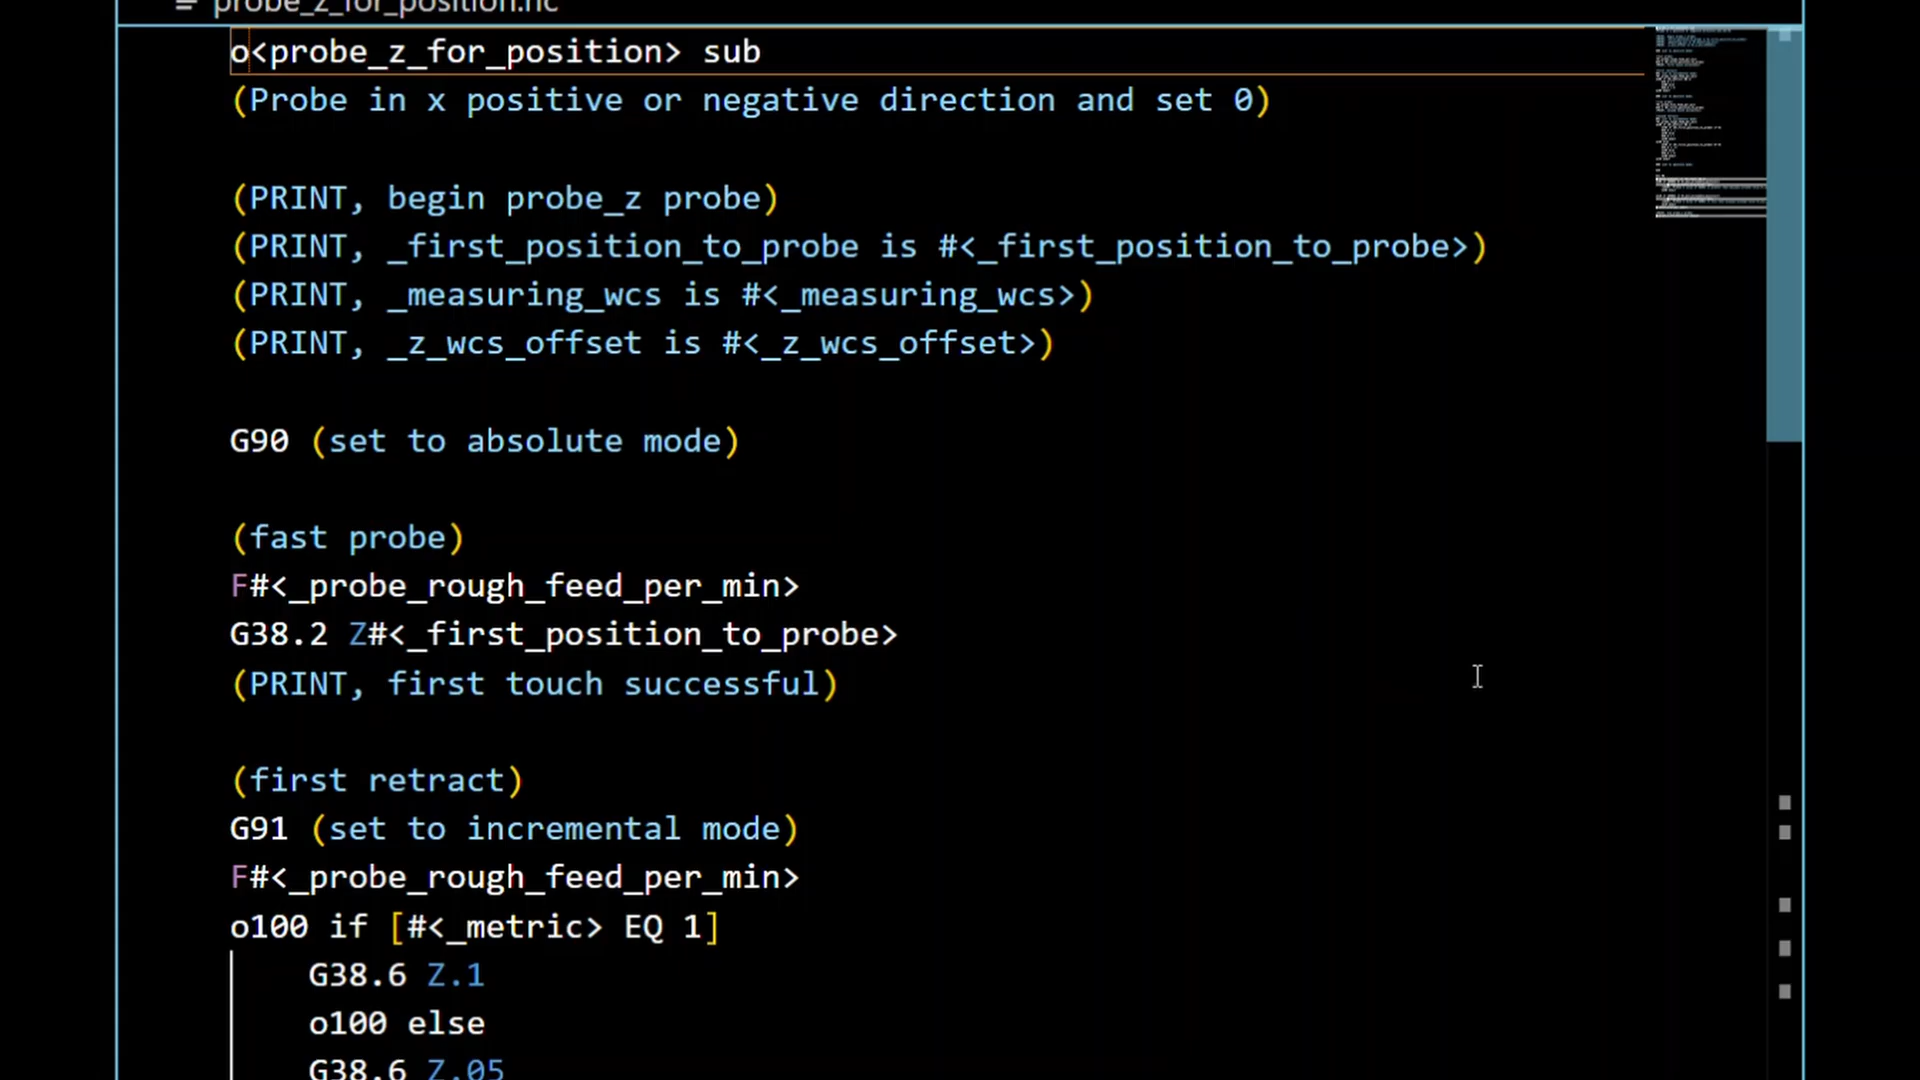 probe_z_for_position.nc
o<probe_z_for_position> sub
(Probe in x positive or negative direction and set 0)
(PRINT, begin probe_z probe)
(PRINT, _first_position_to_probe is #<_first_position_to_probe>)
(PRINT, _measuring_wcs is #<_measuring_wcs>)
(PRINT, _z_wcs_offset is #<_z_wcs_offset>)
G90 (set to absolute mode)
(fast probe)
F#<_probe_rough_feed_per_min>
G38.2 Z#<_first_position_to_probe>
(PRINT, first touch successful)
(first retract)
G91 (set to incremental mode)
F#<_probe_rough_feed_per_min>
o100 if [#<_metric> EQ 1]
G38.6 Z.1
o100 else
G38.6 Z.05